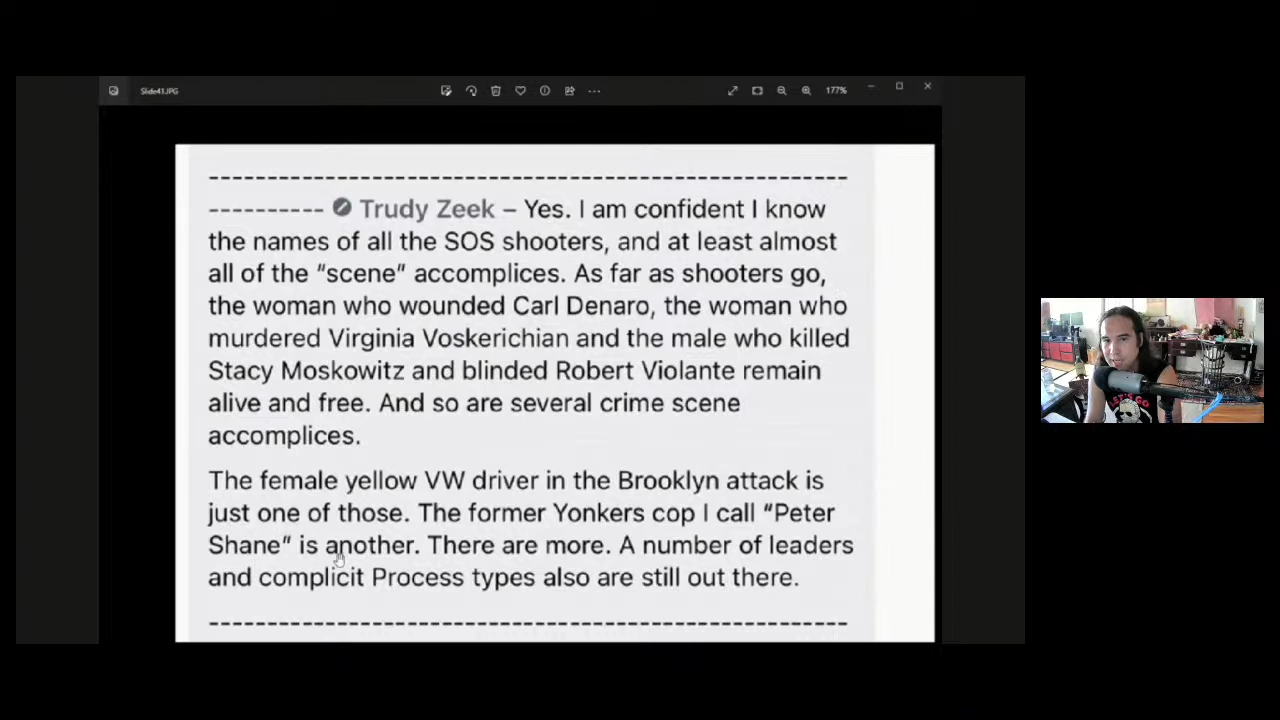 Slide41.JPG
177%
--------------------------------------------------------
---------- Trudy Zeek – Yes. I am confident I know
the names of all the SOS shooters, and at least almost
all of the “scene” accomplices. As far as shooters go,
the woman who wounded Carl Denaro, the woman who
murdered Virginia Voskerichian and the male who killed
Stacy Moskowitz and blinded Robert Violante remain
alive and free. And so are several crime scene
accomplices.
The female yellow VW driver in the Brooklyn attack is
just one of those. The former Yonkers cop I call “Peter
Shane” is another. There are more. A number of leaders
and complicit Process types also are still out there.
--------------------------------------------------------
LET'S GO